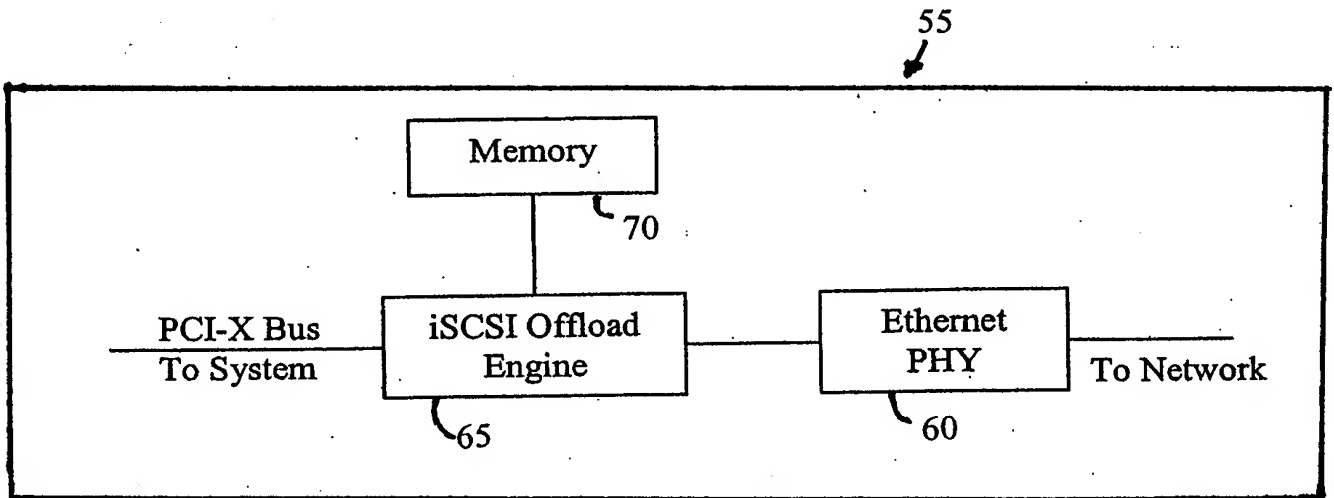 55
Memory
70
PCI-X Bus
To System
iSCSI Offload
Engine
65
Ethernet
PHY
60
To Network